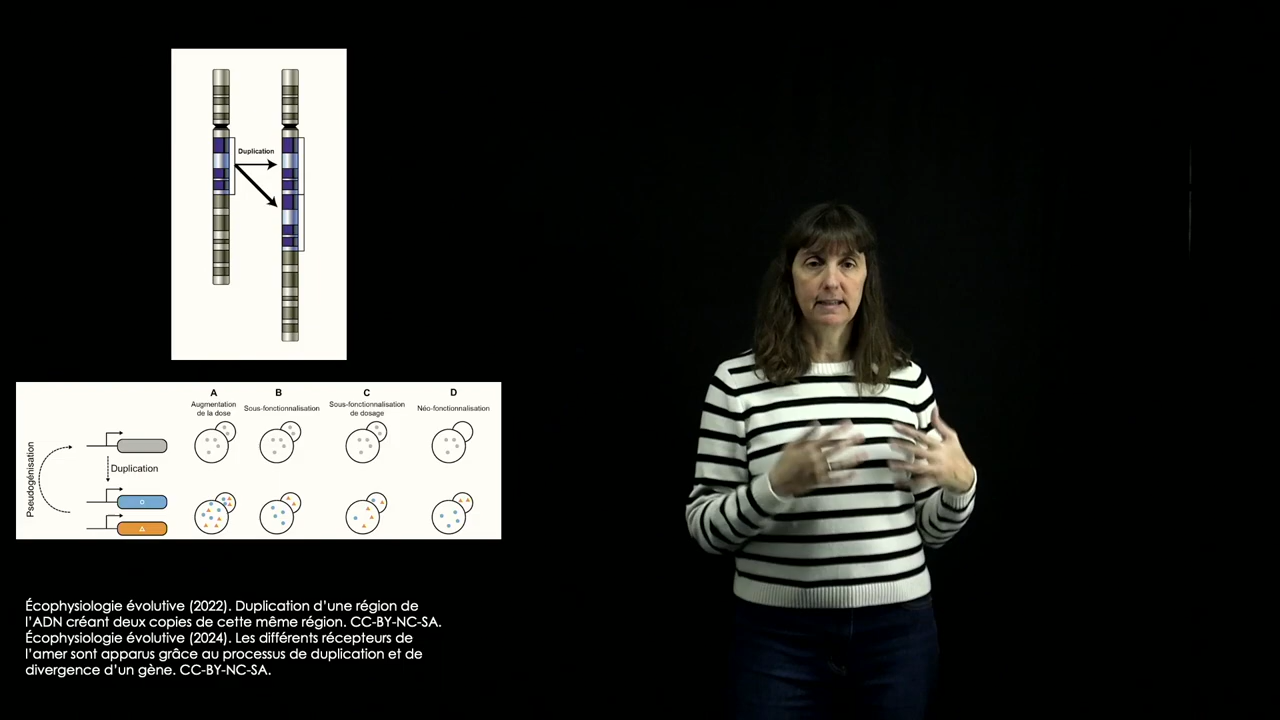 Duplication
A
B
C
D
Augmentation
de la dose
Sous-fonctionnalisation
Sous-fonctionnalisation
de dosage
Néo-fonctionnalisation
Pseudogénisation
Duplication
Écophysiologie évolutive (2022). Duplication d’une région de
l’ADN créant deux copies de cette même région. CC-BY-NC-SA.
Écophysiologie évolutive (2024). Les différents récepteurs de
l’amer sont apparus grâce au processus de duplication et de
divergence d’un gène. CC-BY-NC-SA.